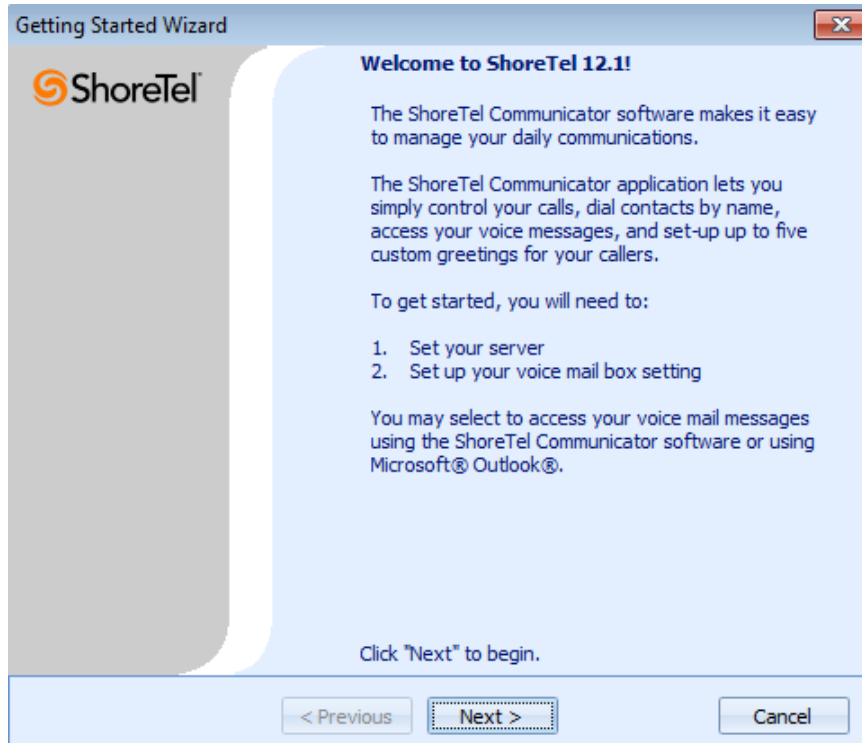 Getting Started Wizard
ShoreTel
Welcome to ShoreTel 12.1!
The ShoreTel Communicator software makes it easy
to manage your daily communications.
The ShoreTel Communicator application lets you
simply control your calls, dial contacts by name,
access your voice messages, and set-up up to five
custom greetings for your callers.
To get started, you will need to:
1. Set your server
2. Set up your voice mail box setting
You may select to access your voice mail messages
using the ShoreTel Communicator software or using
Microsoft® Outlook®.
Click "Next" to begin.
< Previous Next > Cancel